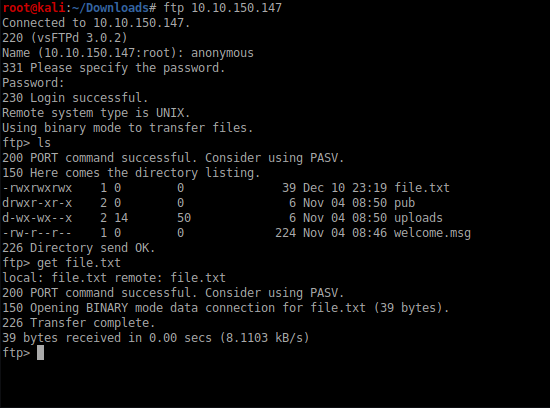 root@kali:~/Downloads# ftp 10.10.150.147
Connected to 10.10.150.147.
220 (vsFTPd 3.0.2)
Name (10.10.150.147:root): anonymous
331 Please specify the password.
Password:
230 Login successful.
Remote system type is UNIX.
Using binary mode to transfer files.
ftp> ls
200 PORT command successful. Consider using PASV.
150 Here comes the directory listing.
-rwxrwxrwx    1 0        0              39 Dec 10 23:19 file.txt
drwxr-xr-x    2 0        0               6 Nov 04 08:50 pub
d-wx-wx--x    2 14       50              6 Nov 04 08:50 uploads
-rw-r--r--    1 0        0             224 Nov 04 08:46 welcome.msg
226 Directory send OK.
ftp> get file.txt
local: file.txt remote: file.txt
200 PORT command successful. Consider using PASV.
150 Opening BINARY mode data connection for file.txt (39 bytes).
226 Transfer complete.
39 bytes received in 0.00 secs (8.1103 kB/s)
ftp>